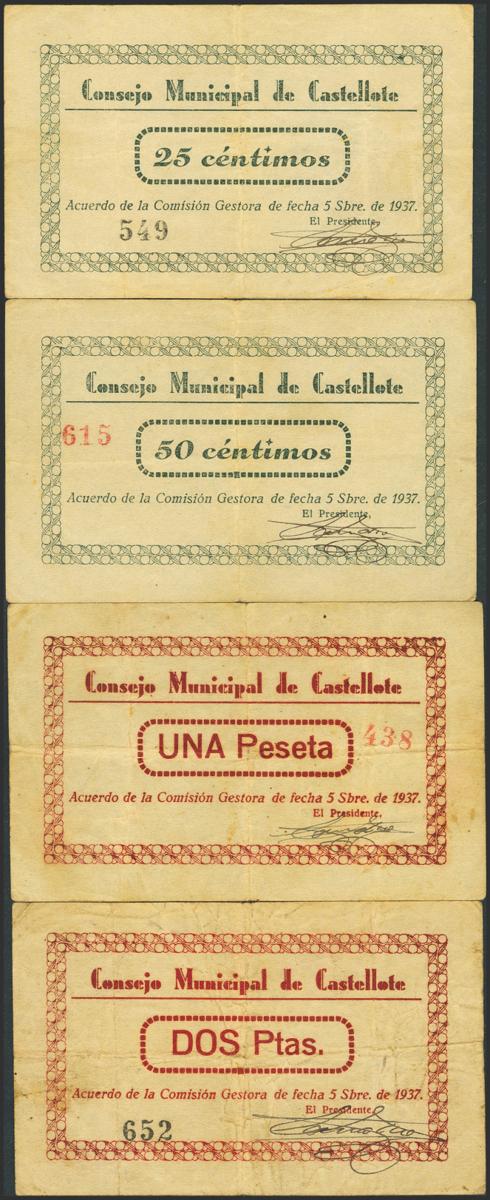 Consejo Municipal de Castellote
25 céntimos
Acuerdo de la Comisión Gestora de fecha 5 Sbre. de 1937.
El Presidente,
549
Consejo Municipal de Castellote
615
50 céntimos
Acuerdo de la Comisión Gestora de fecha 5 Sbre. de 1937.
El Presidente,
Consejo Municipal de Castellote
UNA Peseta
438
Acuerdo de la Comisión Gestora de fecha 5 Sbre. de 1937.
El Presidente,
Consejo Municipal de Castellote
DOS Ptas.
Acuerdo de la Comisión Gestora de fecha 5 Sbre. de 1937.
El Presidente,
652